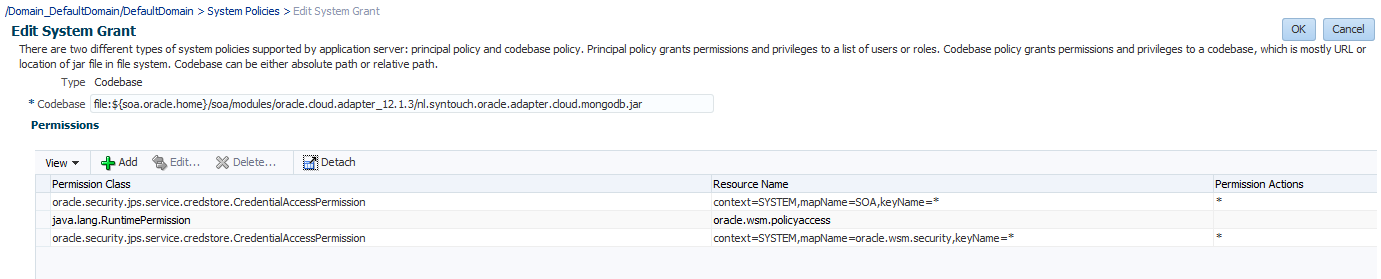 /Domain_DefaultDomain/DefaultDomain > System Policies > Edit System Grant
Edit System Grant
OK
Cancel
There are two different types of system policies supported by application server: principal policy and codebase policy. Principal policy grants permissions and privileges to a list of users or roles. Codebase policy grants permissions and privileges to a codebase, which is mostly URL or
location of jar file in file system. Codebase can be either absolute path or relative path.
Type Codebase
* Codebase file:${soa.oracle.home}/soa/modules/oracle.cloud.adapter_12.1.3/nl.syntouch.oracle.adapter.cloud.mongodb.jar
Permissions
View Add Edit... Delete... Detach
Permission Class Resource Name Permission Actions
oracle.security.jps.service.credstore.CredentialAccessPermission context=SYSTEM,mapName=SOA,keyName=* *
java.lang.RuntimePermission oracle.wsm.policyaccess
oracle.security.jps.service.credstore.CredentialAccessPermission context=SYSTEM,mapName=oracle.wsm.security,keyName=* *